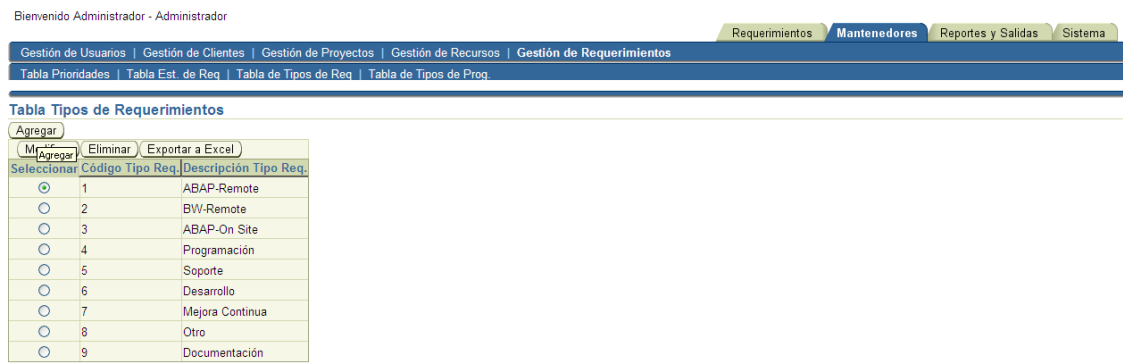 Bienvenido Administrador - Administrador
Requerimientos Mantenedores Reportes y Salidas Sistema
Gestión de Usuarios | Gestión de Clientes | Gestión de Proyectos | Gestión de Recursos | Gestión de Requerimientos
Tabla Prioridades | Tabla Est. de Req | Tabla de Tipos de Req | Tabla de Tipos de Prog.
Tabla Tipos de Requerimientos
Agregar
Eliminar Exportar a Excel
Agregar
Seleccionar Código Tipo Req. Descripción Tipo Req.
1 ABAP-Remote
2 BW-Remote
3 ABAP-On Site
4 Programación
5 Soporte
6 Desarrollo
7 Mejora Continua
8 Otro
9 Documentación